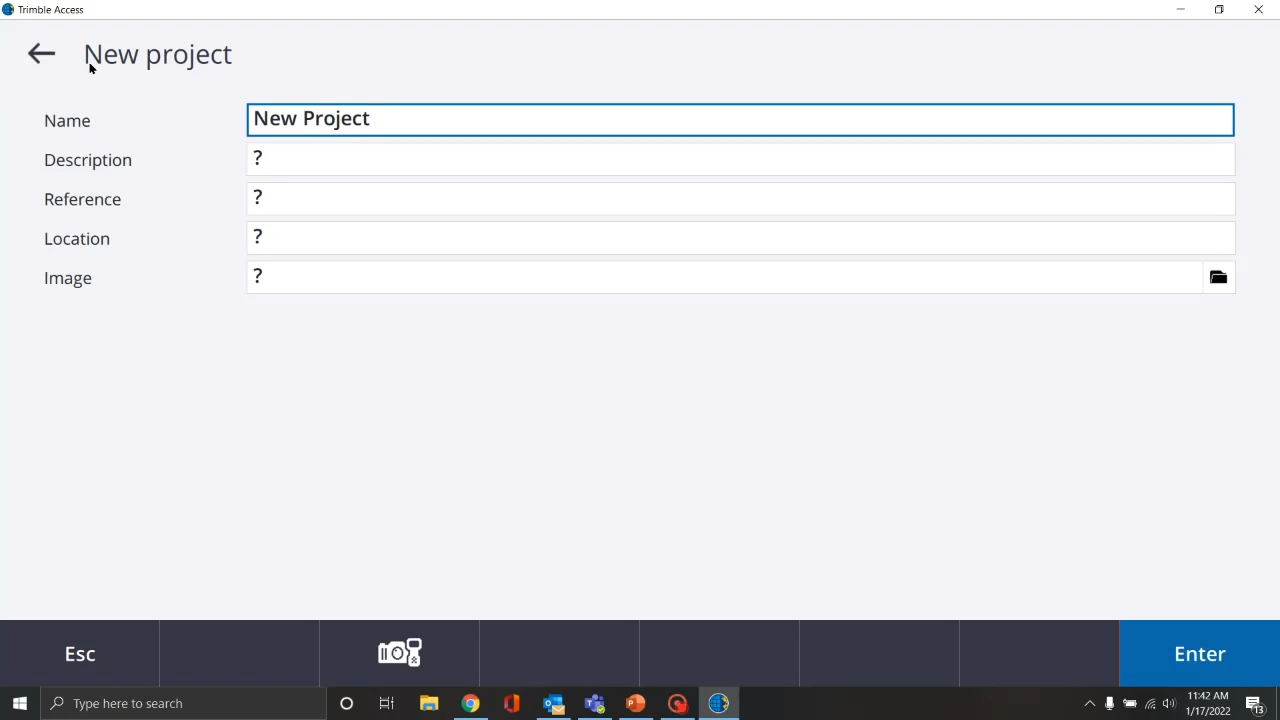 Trimble Access
New project
Name
New Project
Description
?
Reference
?
Location
?
Image
?
Esc
Enter
Type here to search
11:42 AM
1/17/2022
13